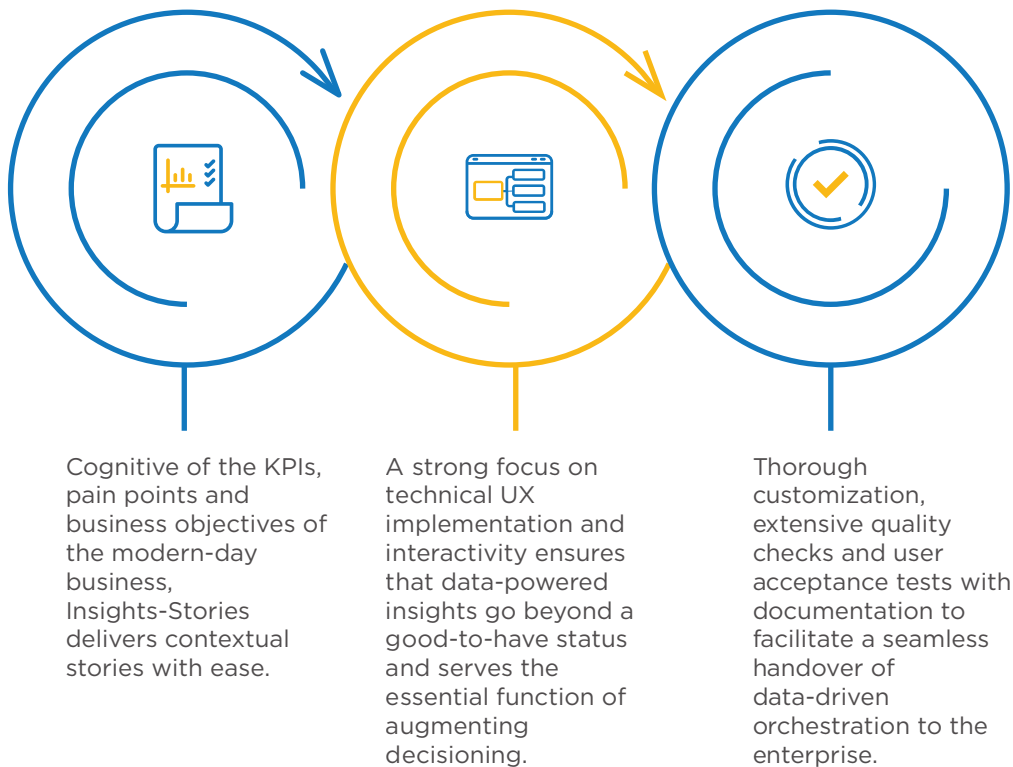 Cognitive of the KPIs,
pain points and
business objectives of
the modern-day
business,
Insights-Stories
delivers contextual
stories with ease.
A strong focus on
technical UX
implementation and
interactivity ensures
that data-powered
insights go beyond a
good-to-have status
and serves the
essential function of
augmenting
decisioning.
Thorough
customization,
extensive quality
checks and user
acceptance tests with
documentation to
facilitate a seamless
handover of
data-driven
orchestration to the
enterprise.